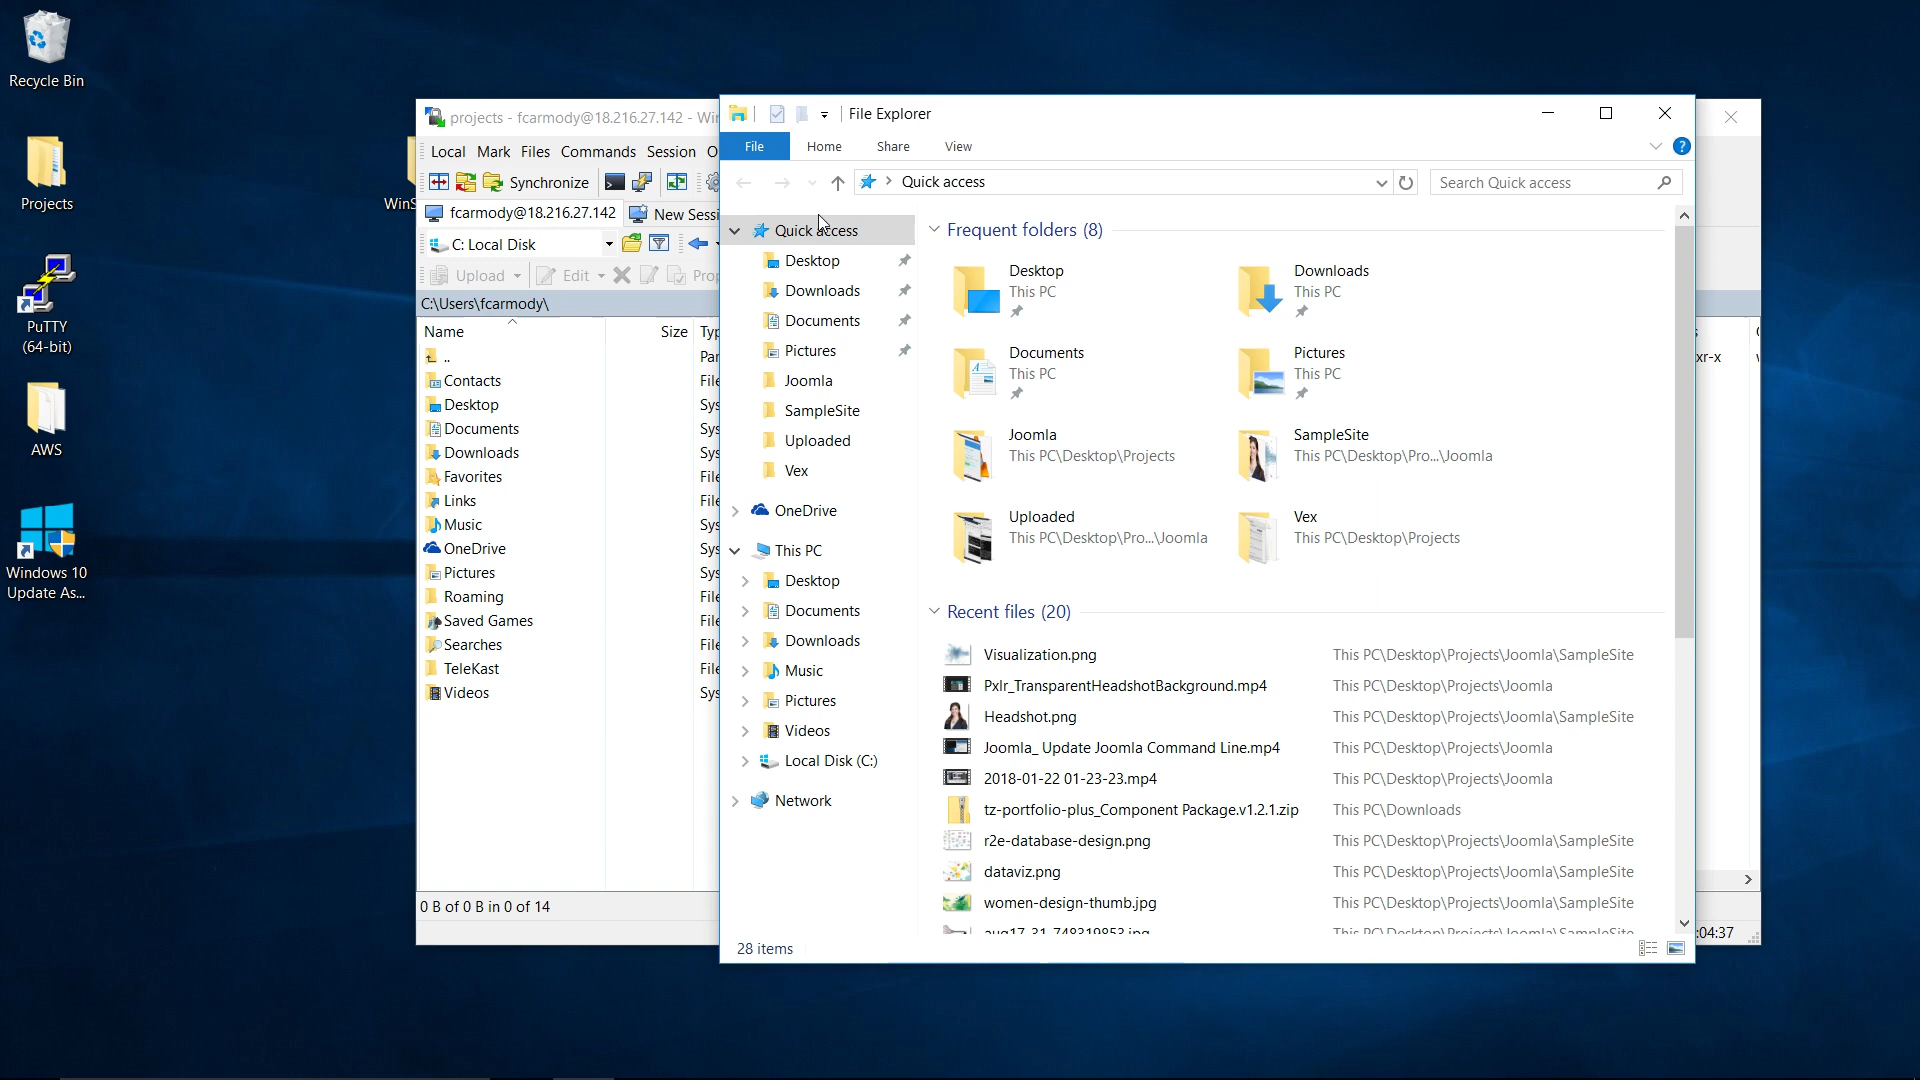 Recycle Bin
Projects
PuTTY
(64-bit)
AWS
Windows 10
Update As...
WinS
projects - fcarmody@18.216.27.142 - Wi
Local Mark Files Commands Session O
Synchronize
fcarmody@18.216.27.142 New Sessi
C: Local Disk
Upload Edit Prop
C:\Users\fcarmody\
Name Size Typ
.. Par
Contacts File
Desktop Sys
Documents Sys
Downloads Sys
Favorites File
Links File
Music Sys
OneDrive Sys
Pictures Sys
Roaming File
Saved Games File
Searches File
TeleKast File
Videos Sys
0 B of 0 B in 0 of 14
File Explorer
File Home Share View
Quick access
Search Quick access
Quick access
Desktop
Downloads
Documents
Pictures
Joomla
SampleSite
Uploaded
Vex
OneDrive
This PC
Desktop
Documents
Downloads
Music
Pictures
Videos
Local Disk (C:)
Network
Frequent folders (8)
Desktop
This PC
Downloads
This PC
Documents
This PC
Pictures
This PC
Joomla
This PC\Desktop\Projects
SampleSite
This PC\Desktop\Pro...\Joomla
Uploaded
This PC\Desktop\Pro...\Joomla
Vex
This PC\Desktop\Projects
Recent files (20)
Visualization.png This PC\Desktop\Projects\Joomla\SampleSite
Pxlr_TransparentHeadshotBackground.mp4 This PC\Desktop\Projects\Joomla
Headshot.png This PC\Desktop\Projects\Joomla\SampleSite
Joomla_ Update Joomla Command Line.mp4 This PC\Desktop\Projects\Joomla
2018-01-22 01-23-23.mp4 This PC\Desktop\Projects\Joomla
tz-portfolio-plus_Component Package.v1.2.1.zip This PC\Downloads
r2e-database-design.png This PC\Desktop\Projects\Joomla\SampleSite
dataviz.png This PC\Desktop\Projects\Joomla\SampleSite
women-design-thumb.jpg This PC\Desktop\Projects\Joomla\SampleSite
This PC\Desktop\Projects\Joomla\SampleSite
28 items
xr-x
:04:37